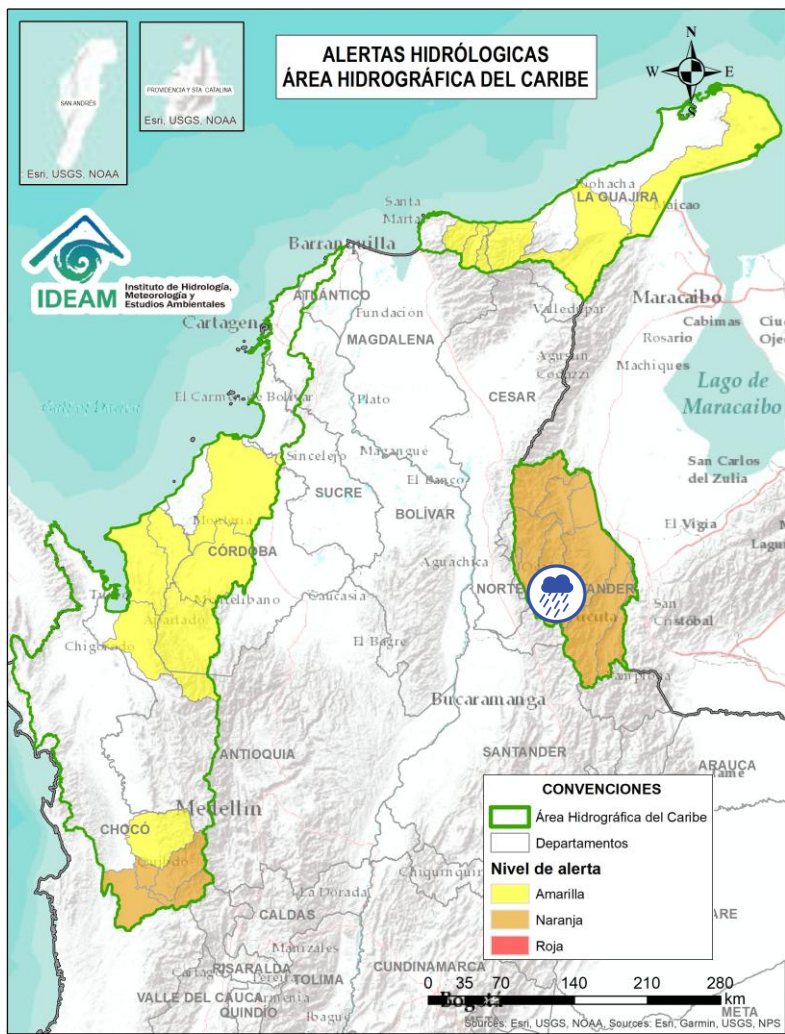 ALERTAS HIDRÓLOGICAS
ÁREA HIDROGRÁFICA DEL CARIBE
N
W E
S
SAN ANDRÉS
PROVIDENCIA Y STA. CATALINA
Esri, USGS, NOAA
Esri, USGS, NOAA
IDEAM
Instituto de Hidrología,
Meteorología y
Estudios Ambientales
Riohacha
LA GUAJIRA
Maicao
Santa
Marta
Barranquilla
ATLÁNTICO
Cartagena
Fundación
MAGDALENA
Valledupar
Maracaibo
Cabimas
Rosario
Machiques
Agustín
Codazzi
CESAR
Lago de
Maracaibo
El Carmen de Bolívar
Plato
Sincelejo
Magangue
El Banco
SUCRE
BOLÍVAR
San Carlos
del Zulia
El Vigia
Montería
CÓRDOBA
Aguachica
NORTE
ANDER
Montelibano
Caucasia
Apartado
El Bagre
San
Cristóbal
Bucaramanga
SANTANDER
ANTIOQUIA
ARAUCA
Medellín
CHOCÓ
Quibdó
La Dorada
CALDAS
Manizales
RISARALDA
TOLIMA
CUNDINAMARCA
VALLE DEL CAUCA
QUINDÍO
Ibague
Bogotá
META
META
CONVENCIONES
Área Hidrográfica del Caribe
Departamentos
Nivel de alerta
Amarilla
Naranja
Roja
0 35 70 140 210 280
km
Sources: Esri, USGS, NOAA, Sources: Esri, Garmin, USGS, NPS